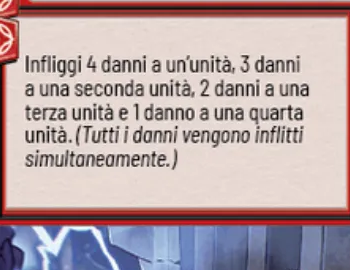 Infliggi 4 danni a un'unità, 3 danni
a una seconda unità, 2 danni a una
terza unità e 1 danno a una quarta
unità. (Tutti i danni vengono inflitti
simultaneamente.)